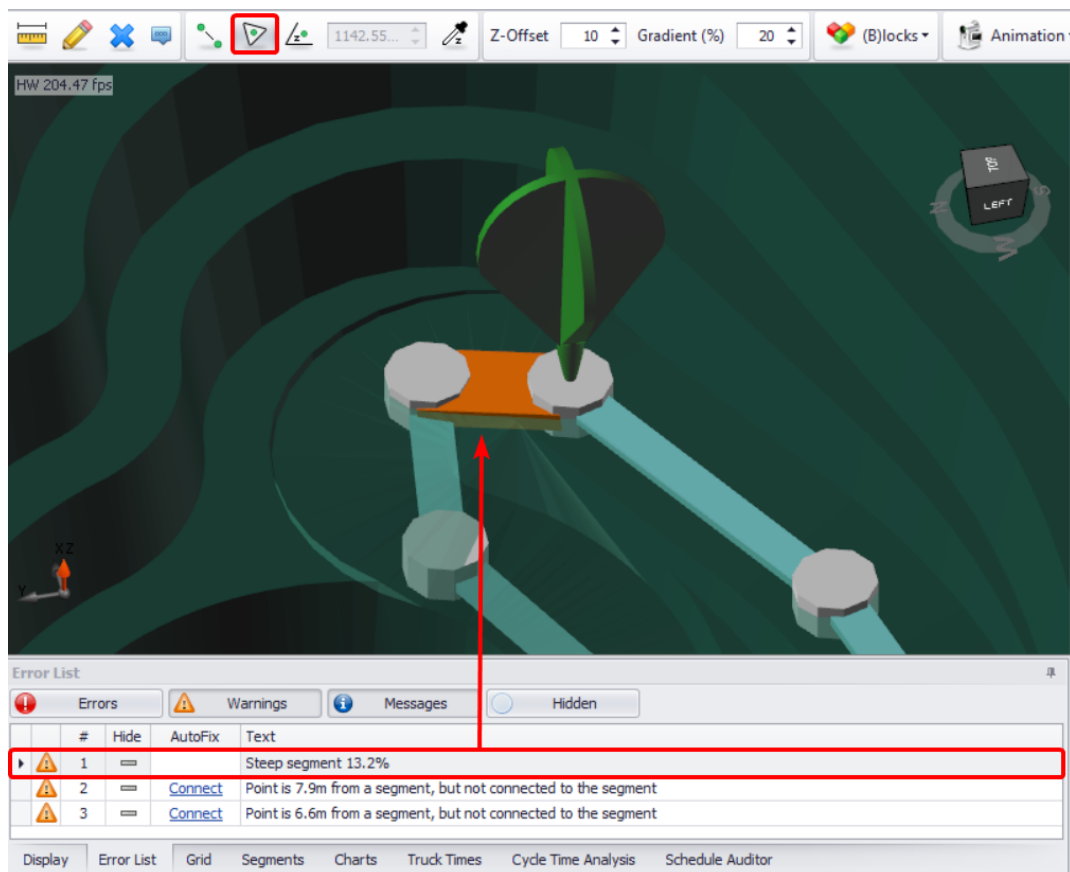 1142.55... Z-Offset 10 Gradient (%) 20 (B)locks Animation
HW 204.47 fps
TOP
LEFT
N S
W
X Z
Y
Error List
Errors Warnings Messages Hidden
# Hide AutoFix Text
1 Steep segment 13.2%
2 Connect Point is 7.9m from a segment, but not connected to the segment
3 Connect Point is 6.6m from a segment, but not connected to the segment
Display Error List Grid Segments Charts Truck Times Cycle Time Analysis Schedule Auditor